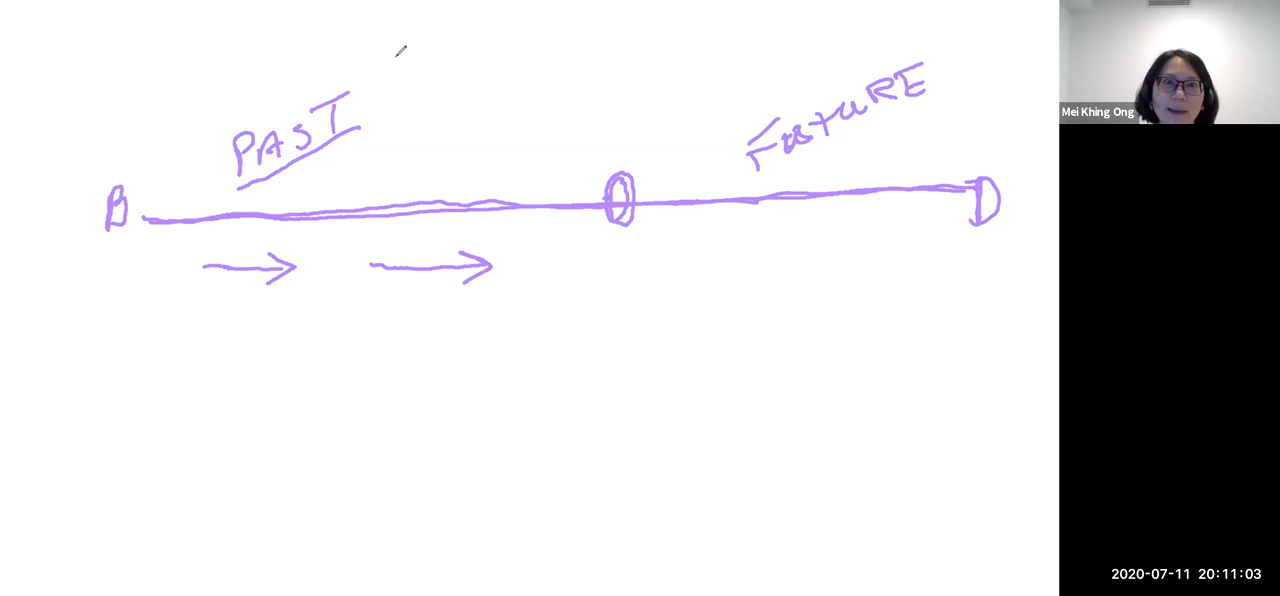 PAST
FutuRE
B
D
Mei Khing Ong
2020-07-11 20:11:03